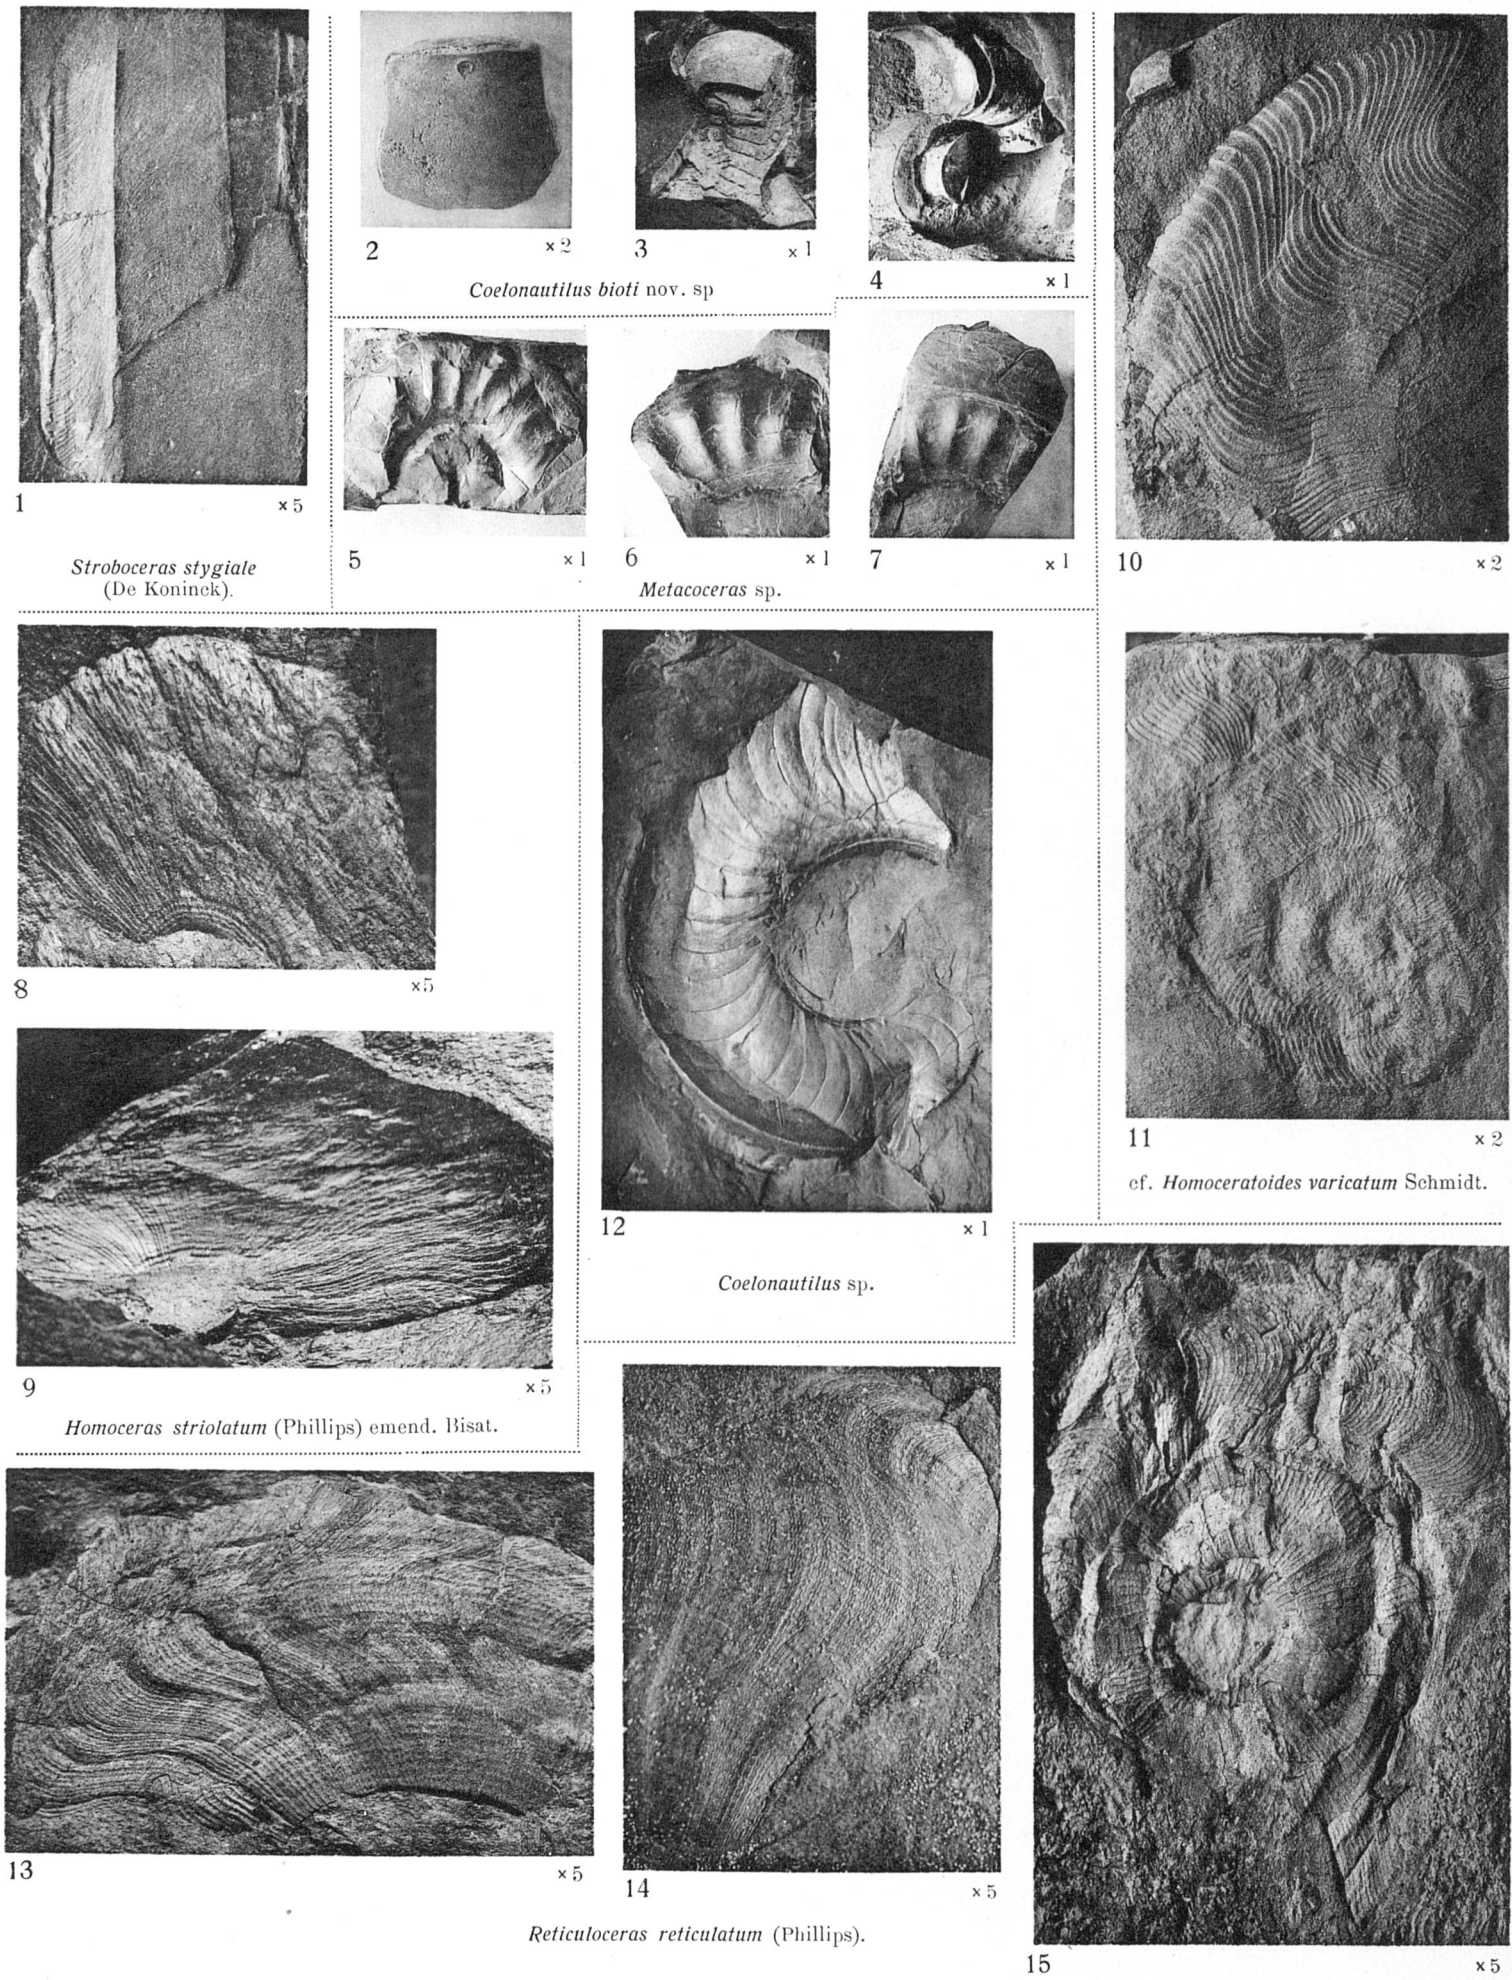 1 ×5
Stroboceras stygiale
(De Koninck).
2 ×2
3 ×1
4 ×1
Coelonautilus bioti nov. sp
5 ×1
6 ×1
7 ×1
Metacoceras sp.
10 ×2
8 ×5
9 ×5
Homoceras striolatum (Phillips) emend. Bisat.
12 ×1
Coelonautilus sp.
11 ×2
cf. Homoceratoides varicatum Schmidt.
13 ×5
14 ×5
Reticuloceras reticulatum (Phillips).
15 ×5